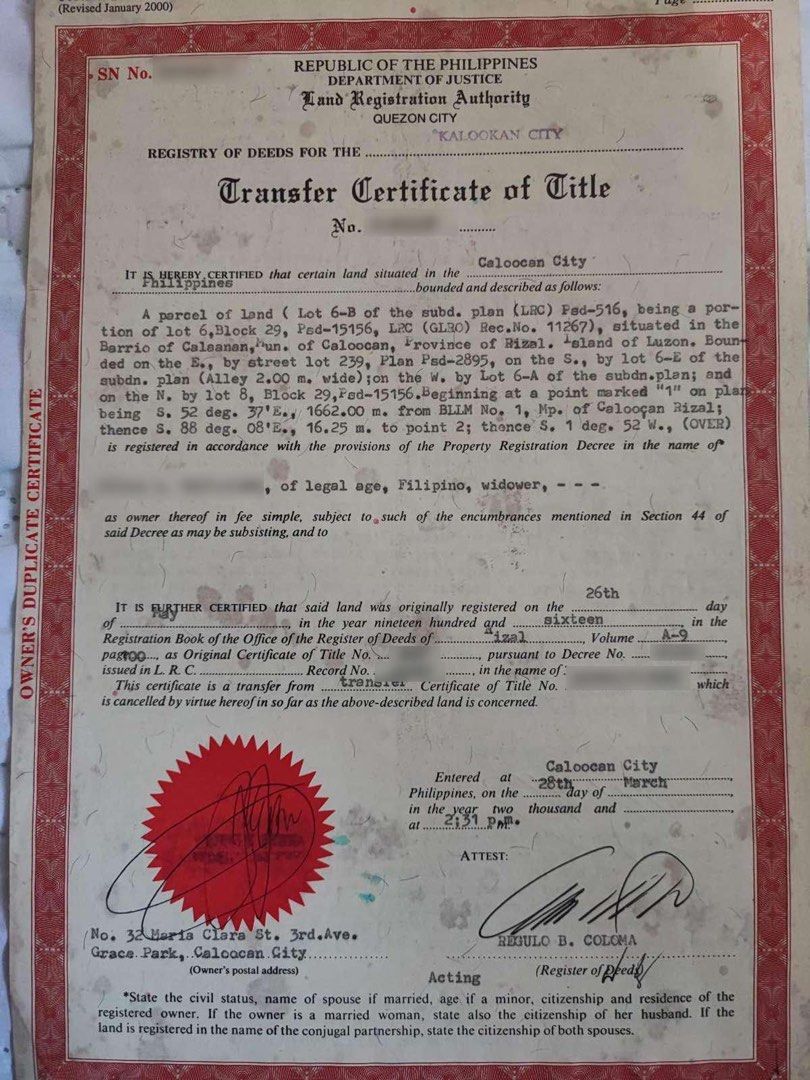 (Revised January 2000)
Page
SN No.
REPUBLIC OF THE PHILIPPINES
DEPARTMENT OF JUSTICE
Land Registration Authority
QUEZON CITY
KALOOKAN CITY
REGISTRY OF DEEDS FOR THE
Transfer Certificate of Title
No.
Caloocan City
IT IS HEREBY CERTIFIED that certain land situated in the
Philippines bounded and described as follows:
A parcel of land ( Lot 6-B of the subd. plan (LRC) Psd-516, being a por-
tion of lot 6,Block 29, Psd-15156, LRC (GLRO) Rec.No. 11267), situated in the
Barrio of Calaanan,Mun. of Caloocan, Province of Rizal. Island of Luzon. Boun-
ded on the E., by street lot 239, Plan Psd-2895, on the S., by lot 6-E of the
subdn. plan (Alley 2.00 m. wide);on the W. by Lot 6-A of the subdn.plan; and
on the N. by lot 8, Block 29,Psd-15156.Beginning at a point marked "1" on plan
being S. 52 deg. 37'E., 1662.00 m. from BLLM No. 1, Mp. of Caloocan Rizal;
thence S. 88 deg. 08'E., 16.25 m. to point 2; thence S. 1 deg. 52 W., (OVER)
is registered in accordance with the provisions of the Property Registration Decree in the name of*
, of legal age, Filipino, widower, - - -
as owner thereof in fee simple, subject to such of the encumbrances mentioned in Section 44 of
said Decree as may be subsisting, and to
26th
IT IS FURTHER CERTIFIED that said land was originally registered on the day
of May, in the year nineteen hundred and sixteen, in the
Registration Book of the Office of the Register of Deeds of Rizal, Volume A-9,
page, as Original Certificate of Title No. , pursuant to Decree No. ,
issued in L. R. C. Record No. , in the name of
This certificate is a transfer from transfer Certificate of Title No. which
is cancelled by virtue hereof in so far as the above-described land is concerned.
Caloocan City
Entered at
Philippines, on the 28th day of March
in the year two thousand and
at 2:31 p.m.
ATTEST:
No. 32 Maria Clara St. 3rd.Ave.
Grace Park, Caloocan City
(Owner's postal address)
REGULO B. COLOMA
Acting (Register of Deeds)
*State the civil status, name of spouse if married, age if a minor, citizenship and residence of the
registered owner. If the owner is a married woman, state also the citizenship of her husband. If the
land is registered in the name of the conjugal partnership, state the citizenship of both spouses.
OWNER'S DUPLICATE CERTIFICATE